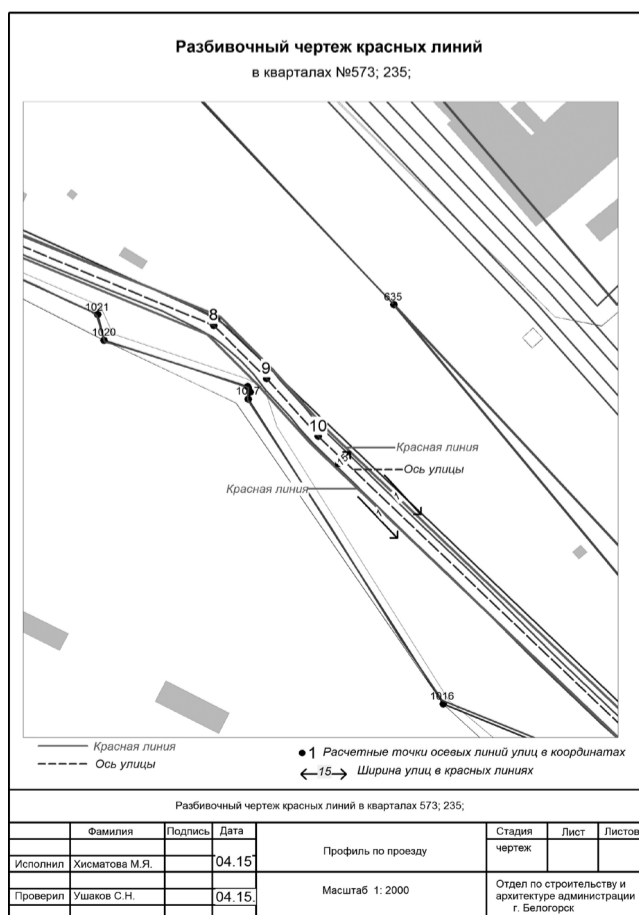 Разбивочный чертеж красных линий
в кварталах №573; 235;
635
1021
8
1020
9
10
Красная линия
15
Ось улицы
Красная линия
1016
Красная линия
Ось улицы
1 Расчетные точки осевых линий улиц в координатах
15 Ширина улиц в красных линиях
Разбивочный чертеж красных линий в кварталах 573; 235;
Фамилия Подпись Дата
Профиль по проезду
Стадия Лист Листов
чертеж
Исполнил Хисматова М.Я. 04.15
Проверил Ушаков С.Н. 04.15.
Масштаб 1: 2000
Отдел по строительству и
архитектуре администрации
г. Белогорск